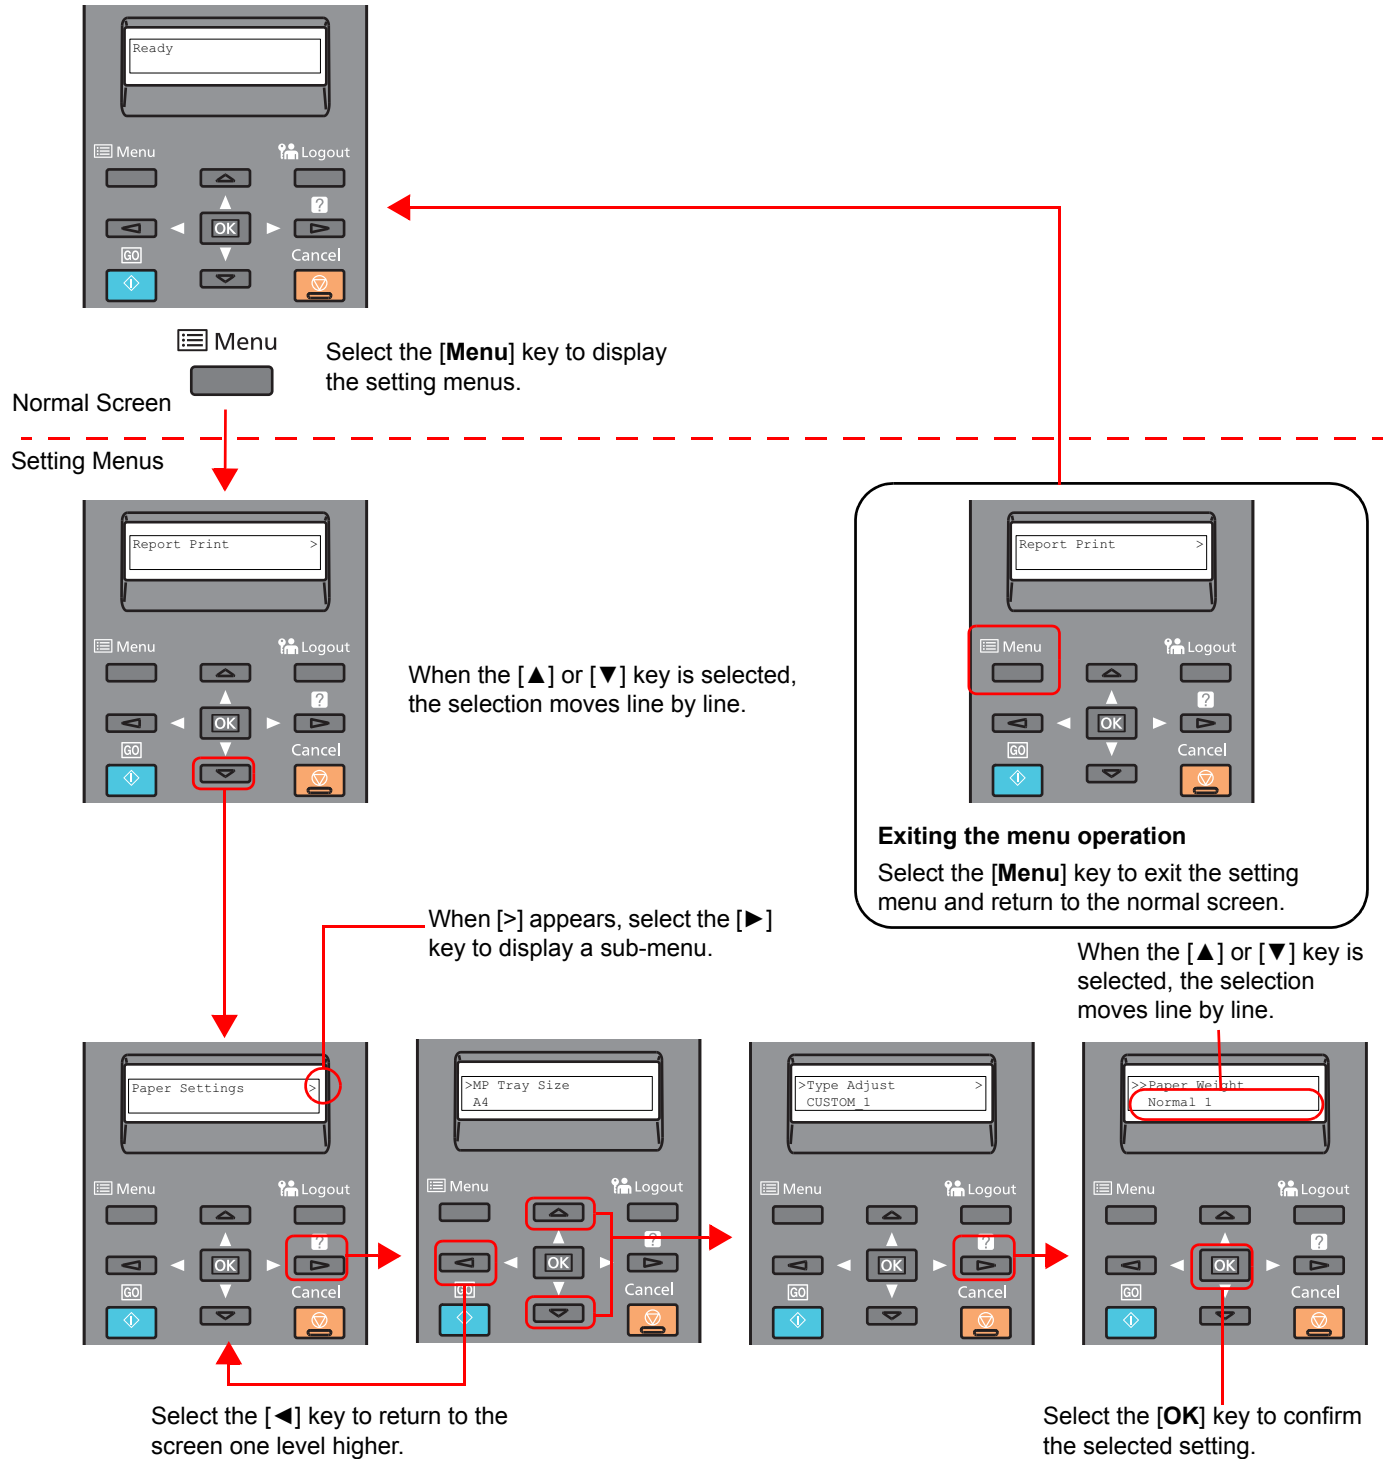 Ready
Menu
Logout
?
OK
GO
Cancel
Menu
Select the [Menu] key to display
the setting menus.
Normal Screen
Setting Menus
Report Print >
Menu
Logout
?
OK
GO
Cancel
When the [▲] or [▼] key is selected,
the selection moves line by line.
Report Print >
Menu
Logout
?
OK
GO
Cancel
Exiting the menu operation
Select the [Menu] key to exit the setting
menu and return to the normal screen.
When [>] appears, select the [►]
key to display a sub-menu.
When the [▲] or [▼] key is
selected, the selection
moves line by line.
Paper Settings >
Menu
Logout
?
OK
GO
Cancel
>MP Tray Size
A4
Menu
Logout
?
OK
GO
Cancel
>Type Adjust >
CUSTOM_1
Menu
Logout
?
OK
GO
Cancel
>>Paper Weight
Normal 1
Menu
Logout
?
OK
GO
Cancel
Select the [◄] key to return to the
screen one level higher.
Select the [OK] key to confirm
the selected setting.